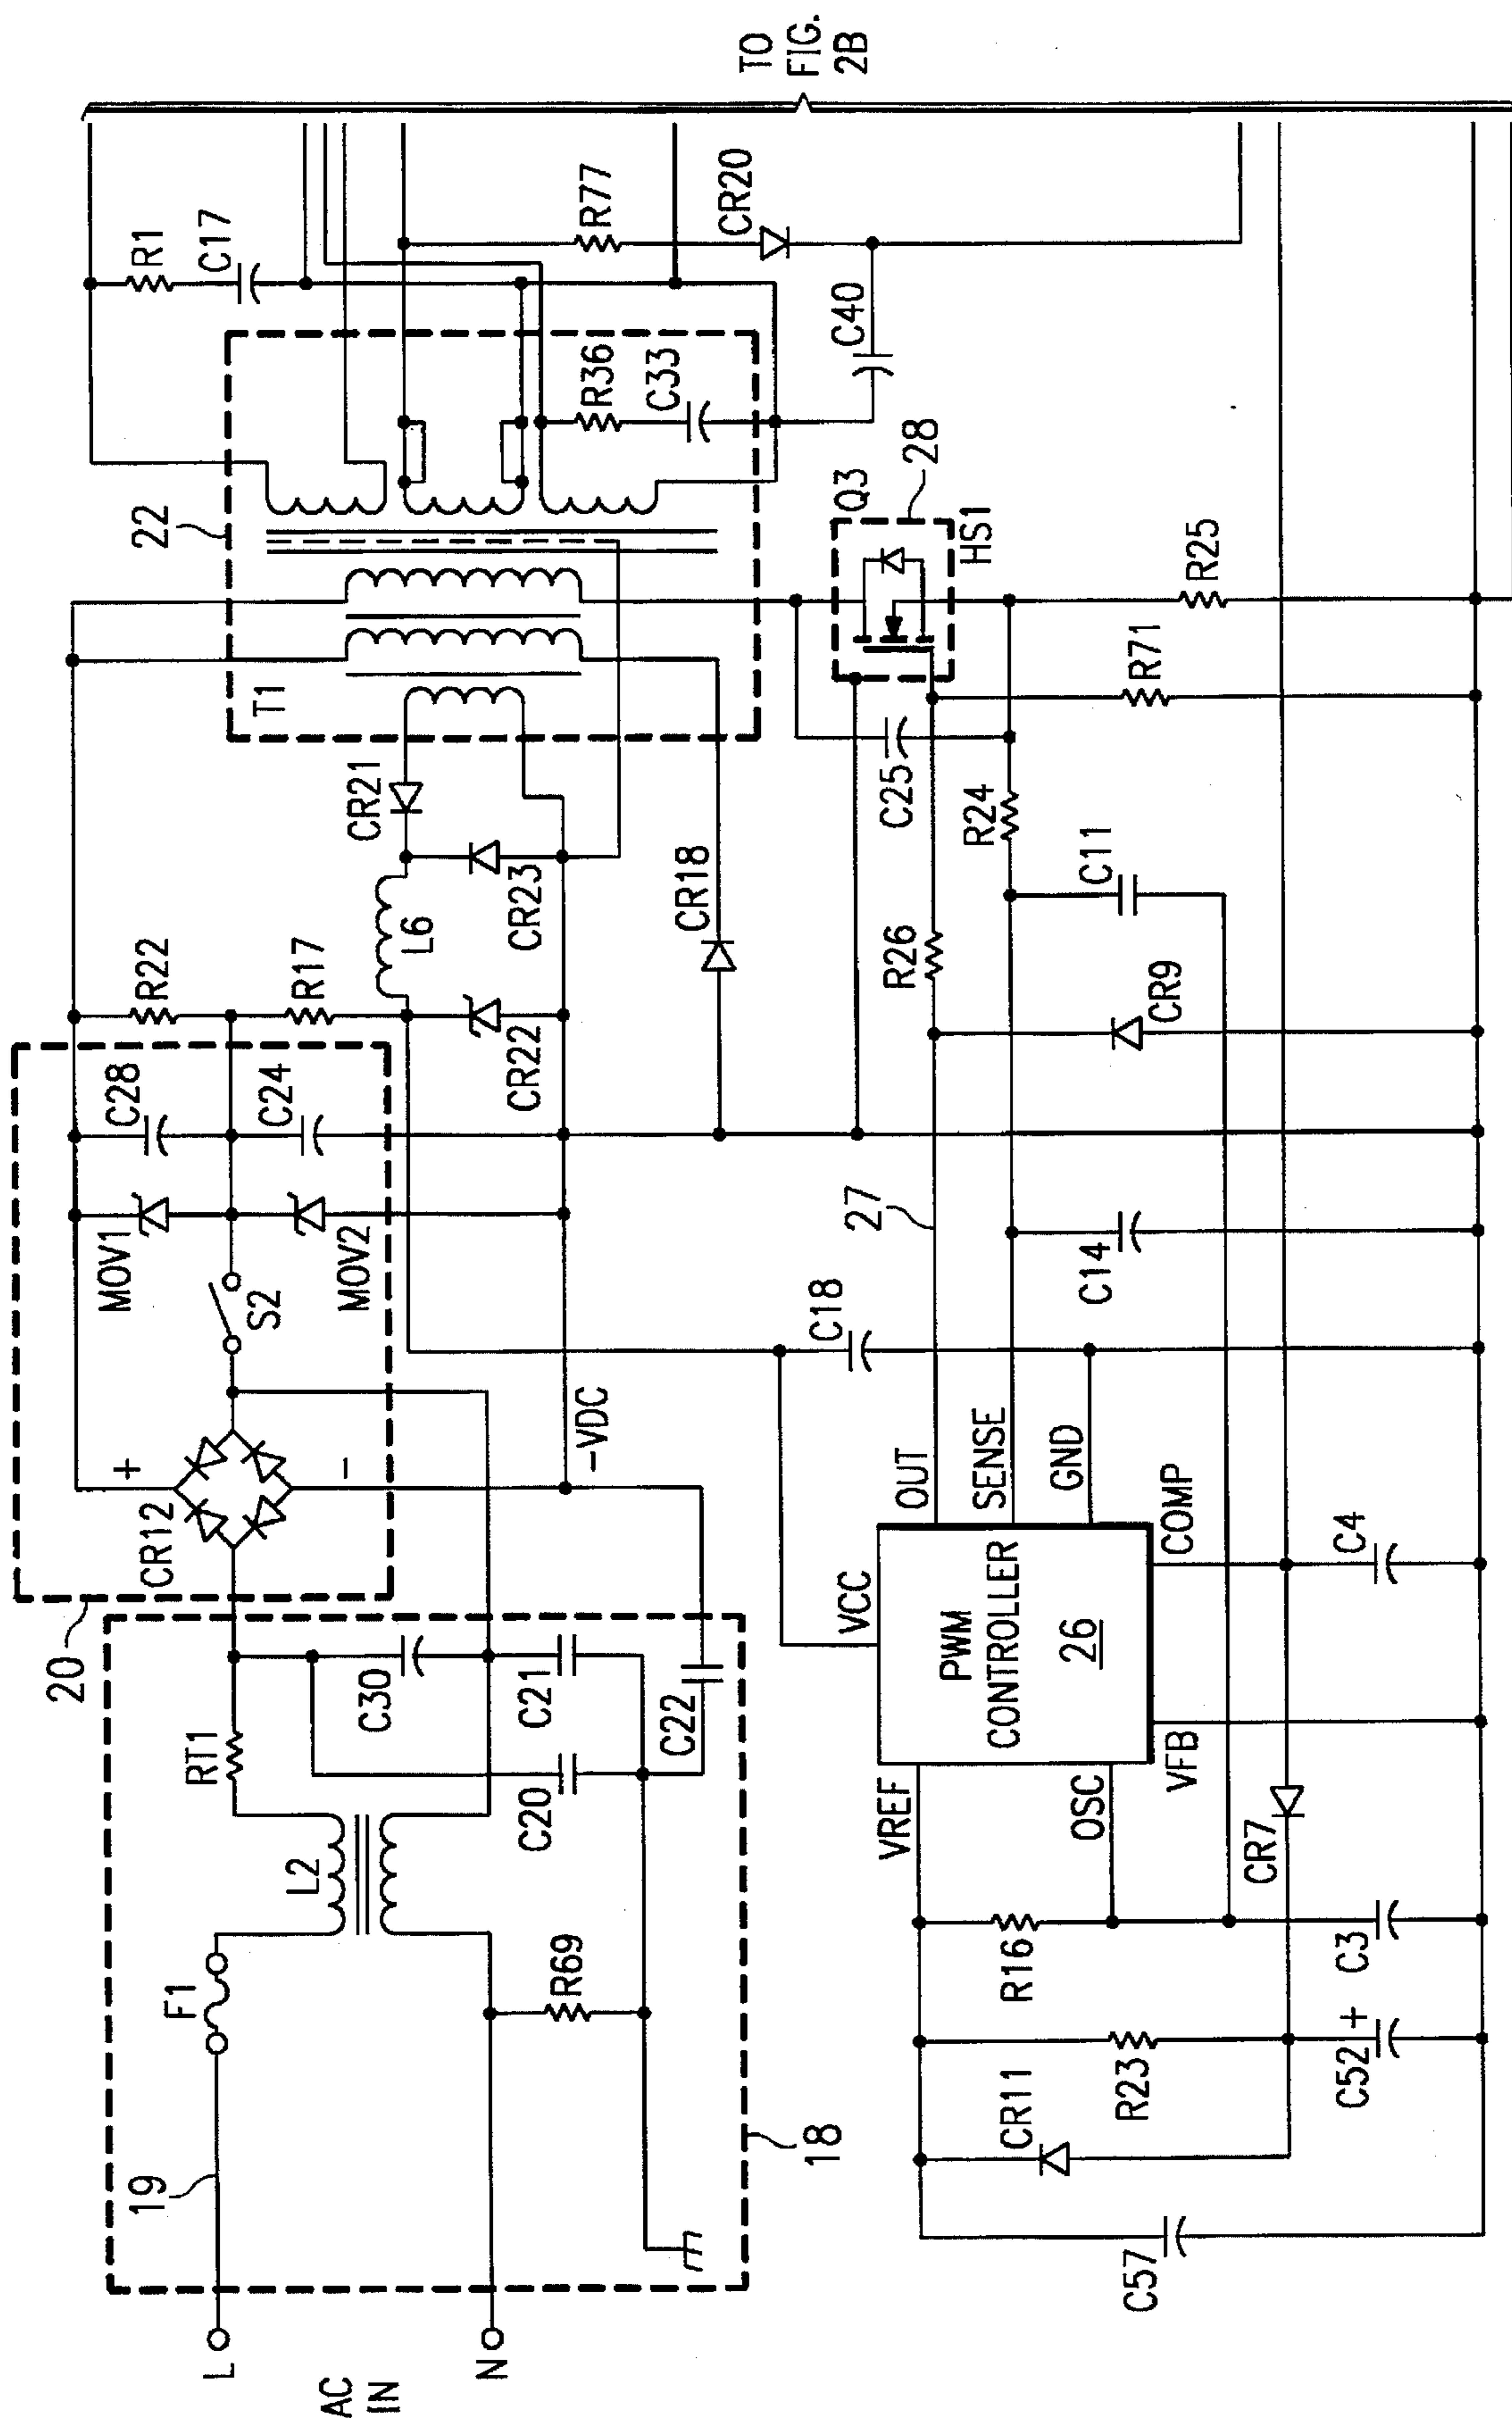 TO
FIG.
2B
R1
C17
R77
CR20
22
R36
C33
C40
T1
Q3
28
HS1
R25
R71
CR21
C25
R24
L6
CR23
CR18
R26
C11
R22
R17
CR22
CR9
C28
C24
MOV1
MOV2
S2
27
C18
C14
+
-
-VDC
CR12
20
OUT
SENSE
GND
COMP
C4
VCC
PWM
CONTROLLER
26
VREF
OSC
VFB
CR7
RT1
C30
C21
C20
C22
L2
F1
R69
R16
C3
R23
C52
+
CR11
C57
19
18
L
N
AC
IN